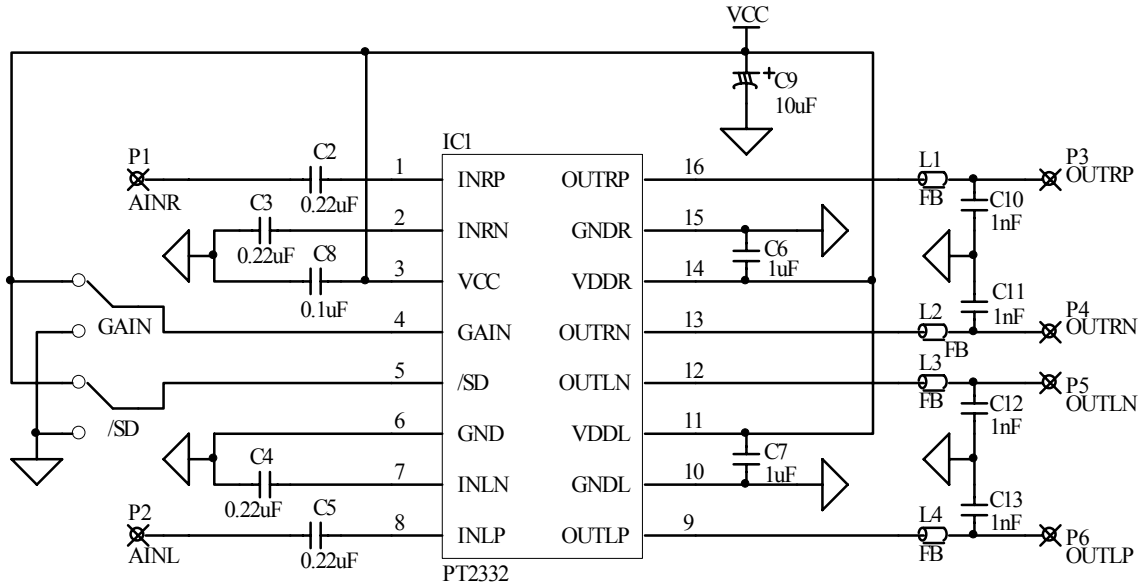 VCC
+
C9
10uF
IC1
P1
AINR
C2
0.22uF
1
INRP
OUTRP
16
L1
FB
P3
OUTRP
C3
0.22uF
2
INRN
GNDR
15
C6
1uF
C10
1nF
C8
0.1uF
3
VCC
VDDR
14
C11
1nF
GAIN
4
GAIN
OUTRN
13
L2
FB
P4
OUTRN
/SD
5
/SD
OUTLN
12
L3
FB
P5
OUTLN
6
GND
VDDL
11
C7
1uF
C12
1nF
C4
0.22uF
7
INLN
GNDL
10
C13
1nF
P2
AINL
C5
0.22uF
8
INLP
OUTLP
9
L4
FB
P6
OUTLP
PT2332